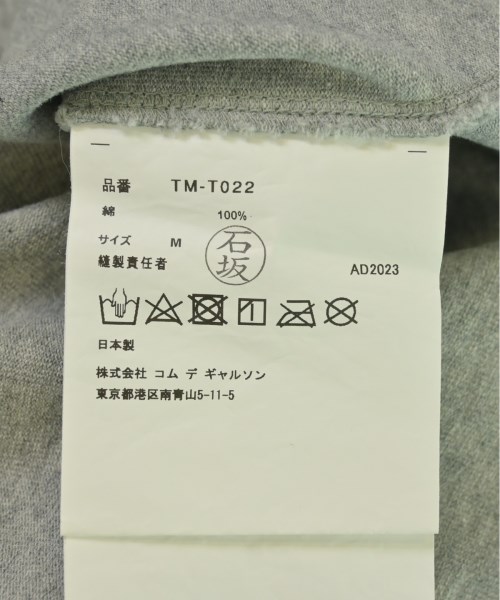 品番 TM-T022
綿 100%
サイズ M
石坂
縫製責任者 AD2023
日本製
株式会社 コム デ ギャルソン
東京都港区南青山5-11-5